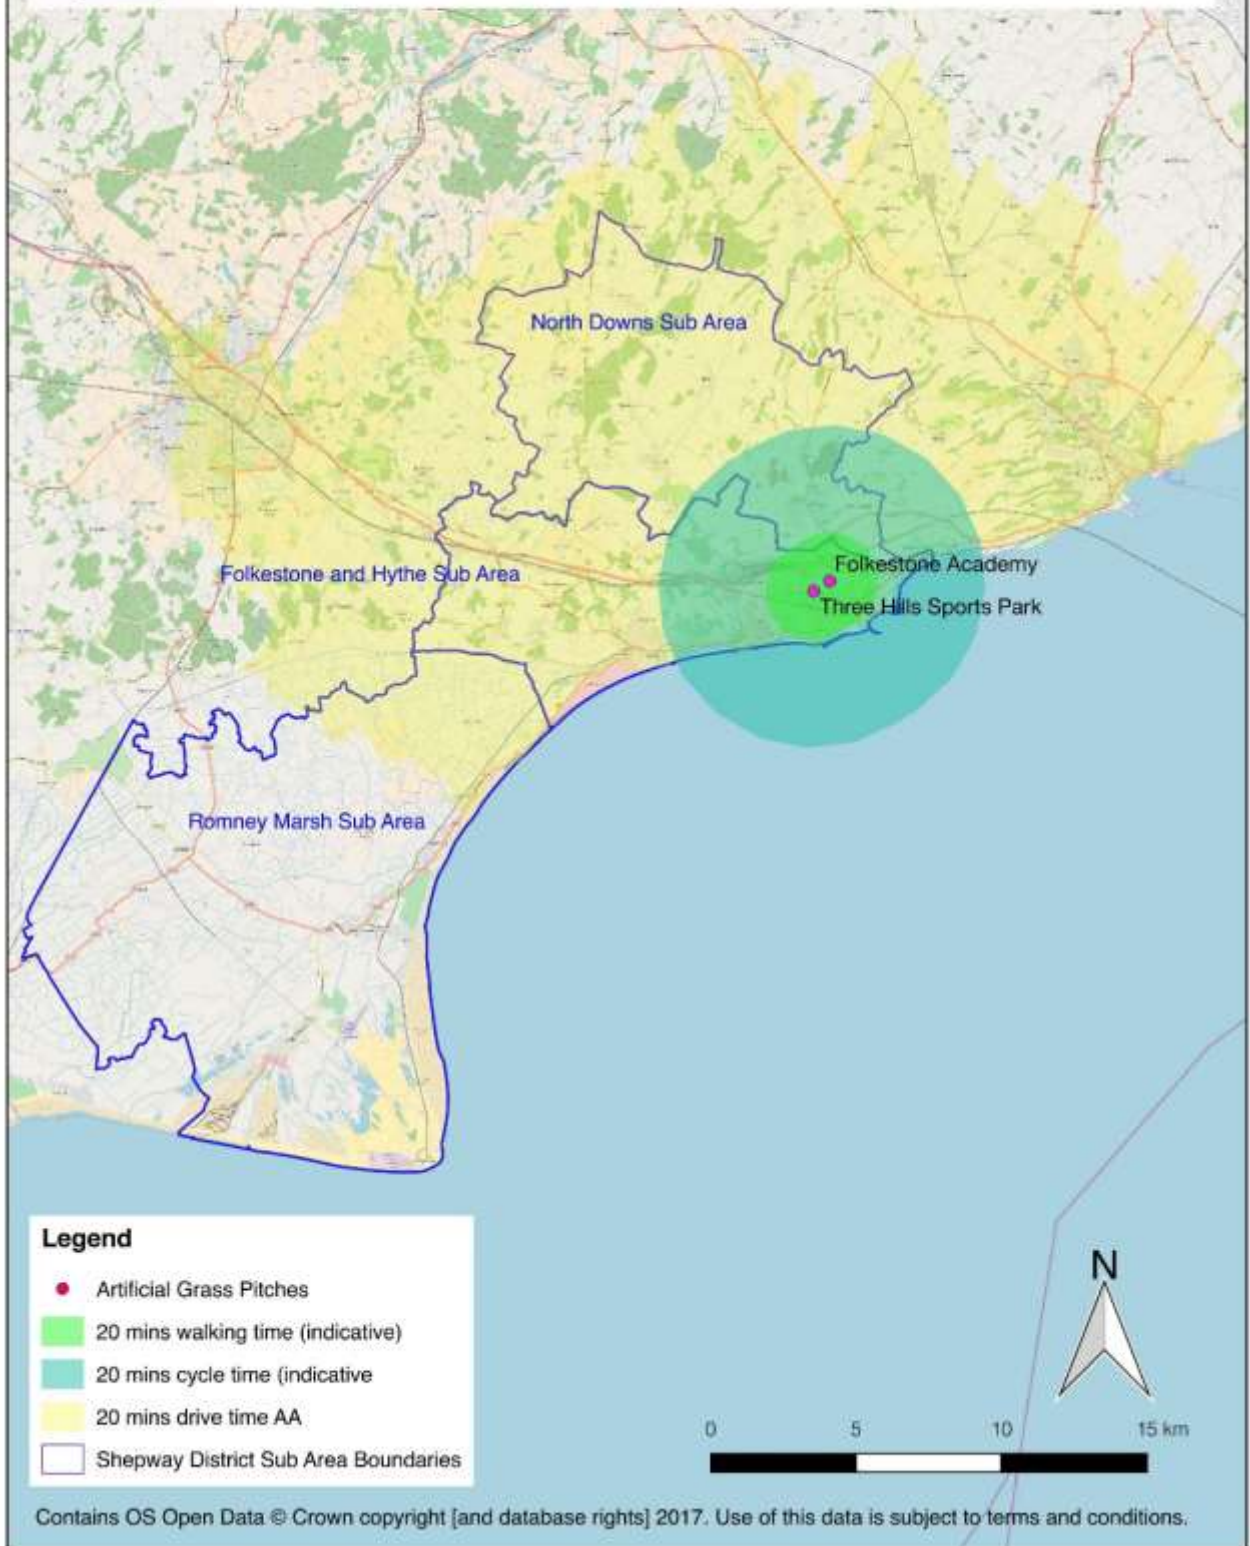 North Downs Sub Area
Folkestone Academy
Folkestone and Hythe Sub Area
Three Hills Sports Park
Romney Marsh Sub Area
Legend
Artificial Grass Pitches
20 mins walking time (indicative)
20 mins cycle time (indicative
20 mins drive time AA
Shepway District Sub Area Boundaries
N
0 5 10 15 km
Contains OS Open Data © Crown copyright [and database rights] 2017. Use of this data is subject to terms and conditions.